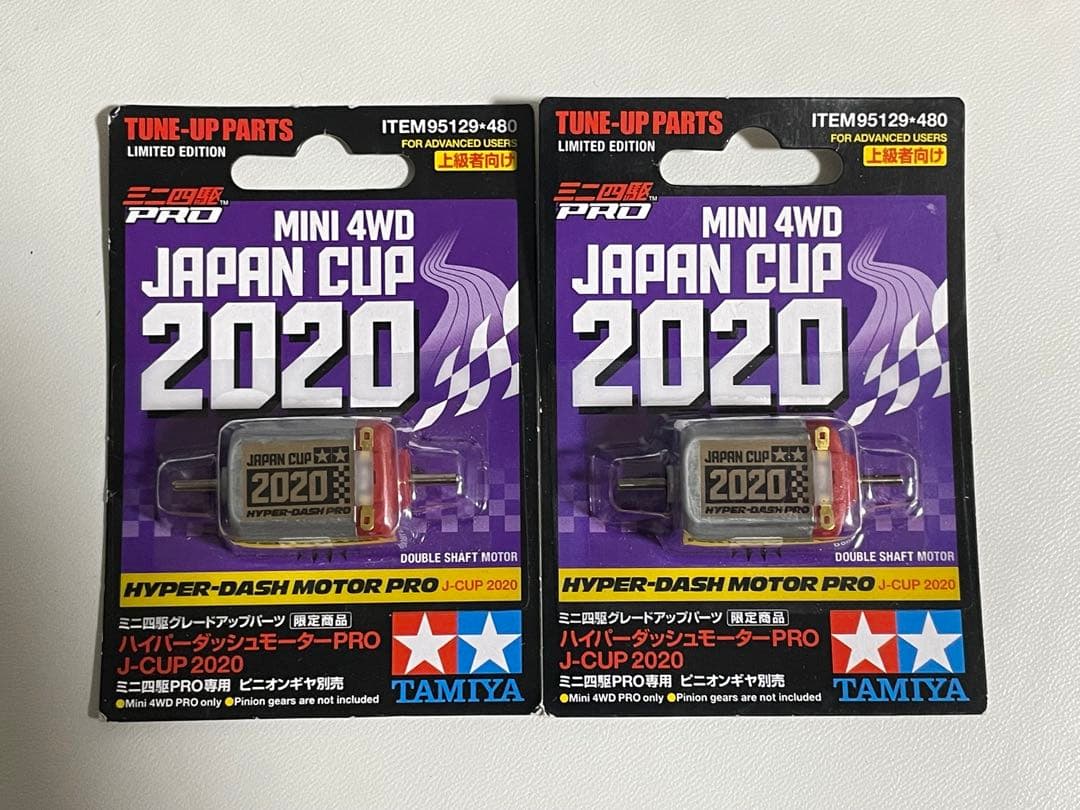 TUNE-UP PARTS
LIMITED EDITION
ITEM95129*480
FOR ADVANCED USERS
上級者向け
ミニ四駆™
PRO
MINI 4WD
JAPAN CUP
2020
JAPAN CUP
2020
HYPER-DASH PRO
DOUBLE SHAFT MOTOR
HYPER-DASH MOTOR PRO J-CUP 2020
ミニ四駆グレードアップパーツ 限定商品
ハイパーダッシュモーターPRO
J-CUP 2020
ミニ四駆PRO専用 ピニオンギヤ別売
●Mini 4WD PRO only ●Pinion gears are not included
TAMIYA
TUNE-UP PARTS
LIMITED EDITION
ITEM95129*480
FOR ADVANCED USERS
上級者向け
ミニ四駆™
PRO
MINI 4WD
JAPAN CUP
2020
JAPAN CUP
2020
HYPER-DASH PRO
DOUBLE SHAFT MOTOR
HYPER-DASH MOTOR PRO J-CUP 2020
ミニ四駆グレードアップパーツ 限定商品
ハイパーダッシュモーターPRO
J-CUP 2020
ミニ四駆PRO専用 ピニオンギヤ別売
●Mini 4WD PRO only ●Pinion gears are not included
TAMIYA